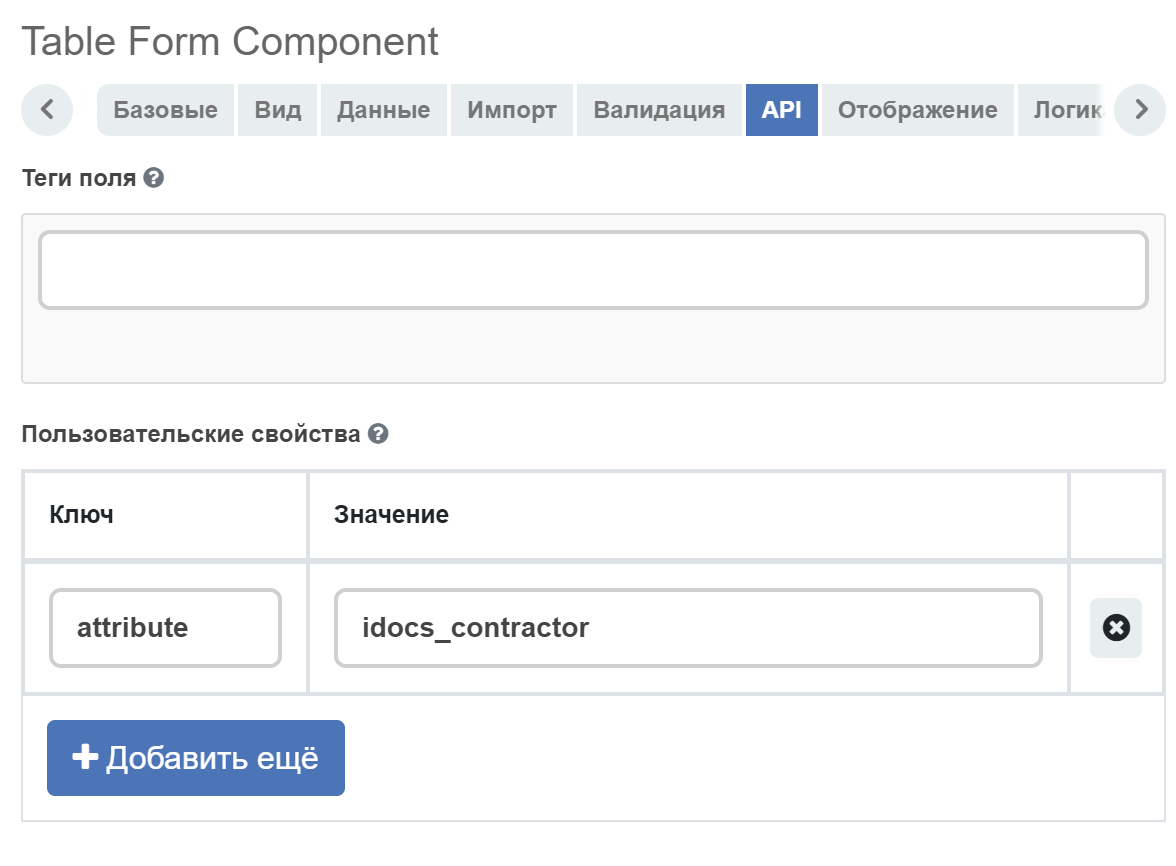 Table Form Component
Базовые Вид Данные Импорт Валидация API Отображение Логик
Теги поля
Пользовательские свойства
Ключ Значение
attribute idocs_contractor
Добавить ещё